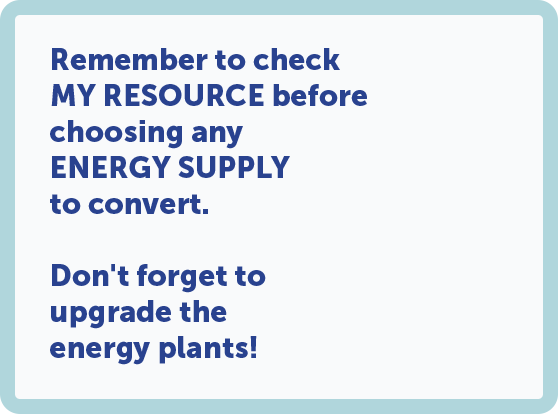 Remember to check
MY RESOURCE before
choosing any
ENERGY SUPPLY
to convert.
Don't forget to
upgrade the
energy plants!